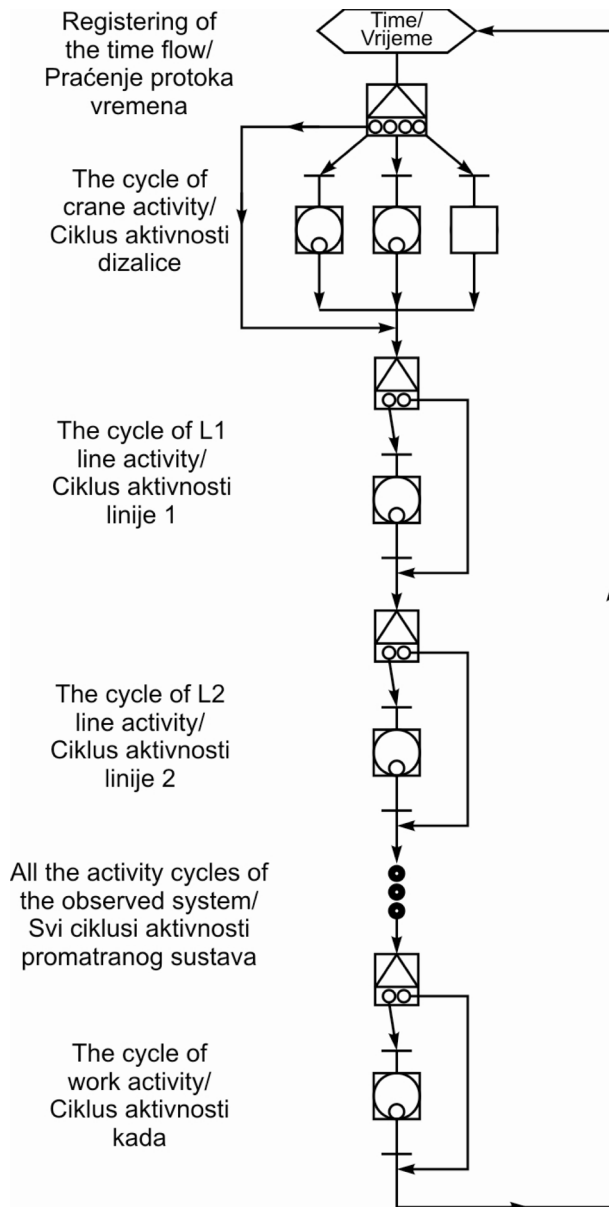 Registering of
the time flow/
Praćenje protoka
vremena
Time/
Vrijeme
The cycle of
crane activity/
Ciklus aktivnosti
dizalice
The cycle of L1
line activity/
Ciklus aktivnosti
linije 1
The cycle of L2
line activity/
Ciklus aktivnosti
linije 2
All the activity cycles of
the observed system/
Svi ciklusi aktivnosti
promatranog sustava
The cycle of
work activity/
Ciklus aktivnosti
kada